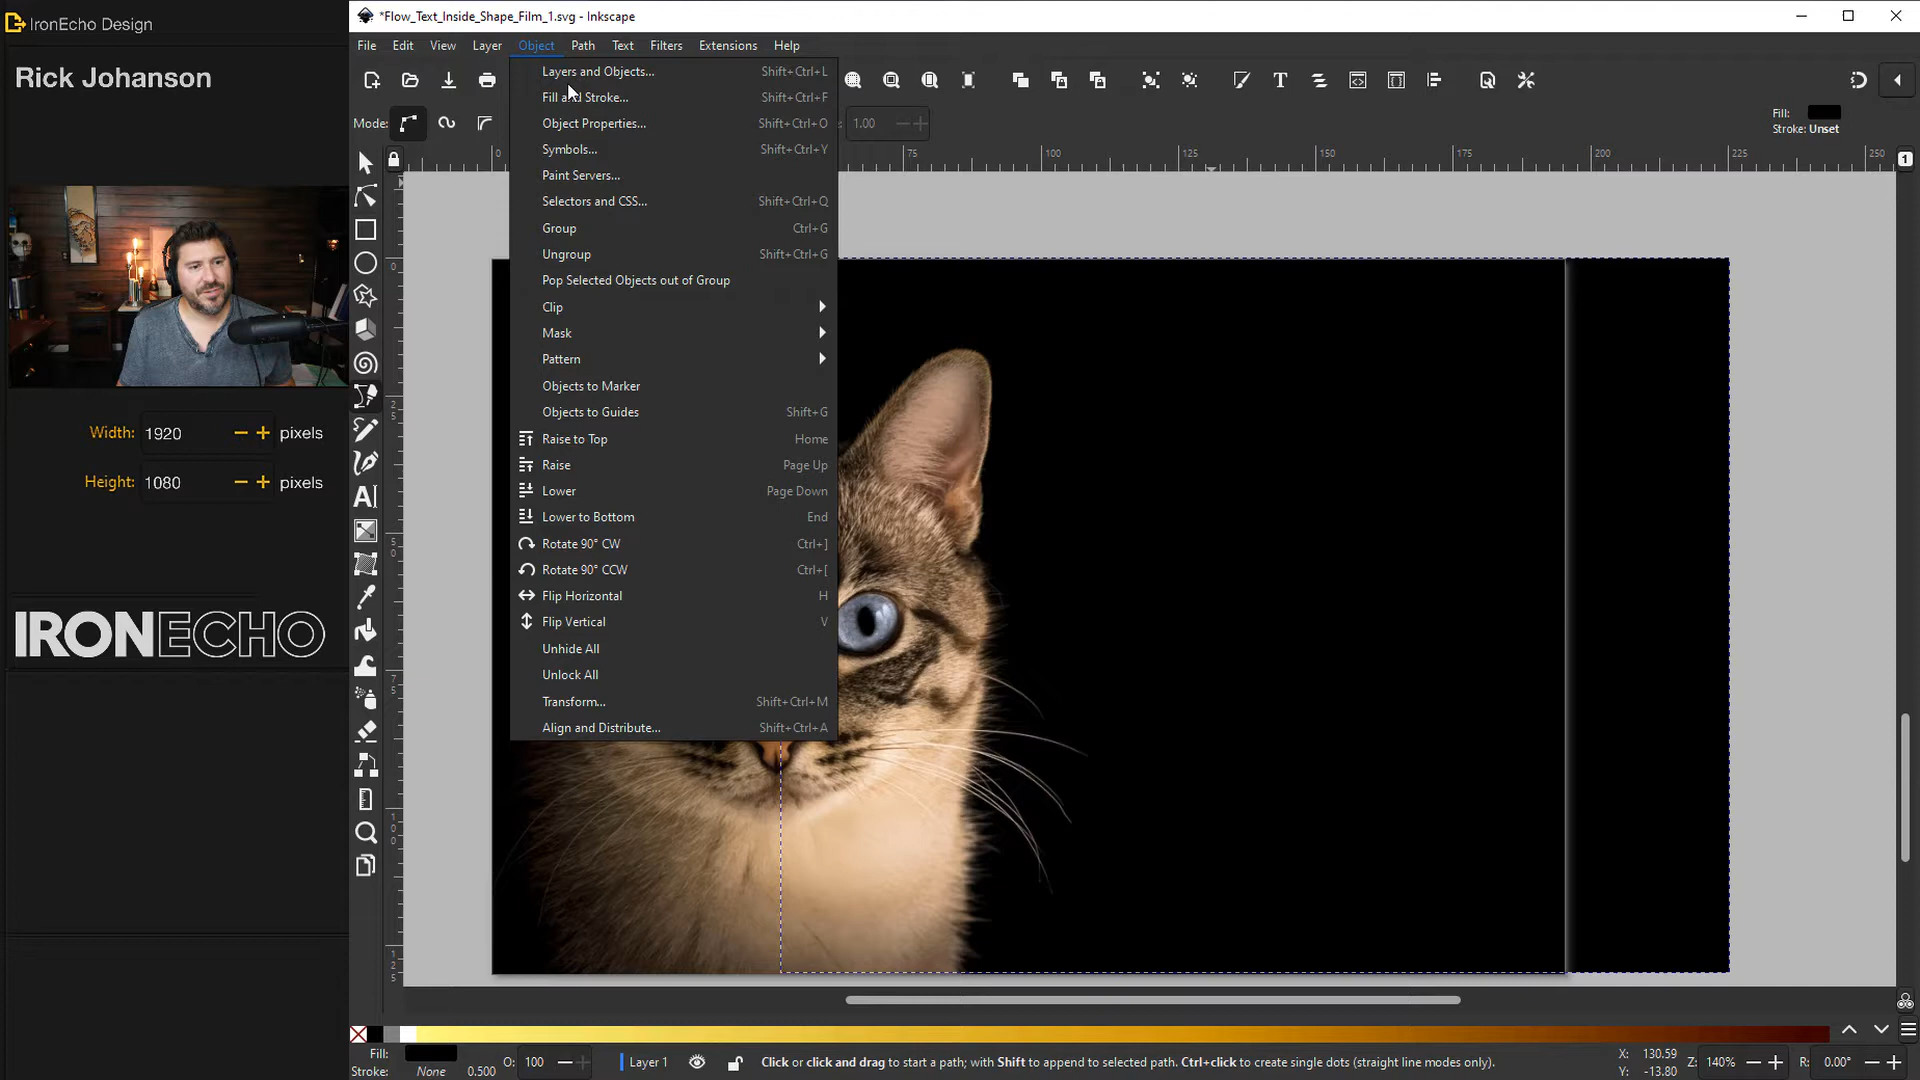 IronEcho Design
Rick Johanson
Width: 1920 pixels
Height: 1080 pixels
IRONECHO
*Flow_Text_Inside_Shape_Film_1.svg - Inkscape
File Edit View Layer Object Path Text Filters Extensions Help
Mode:
1.00
Fill:
Stroke: Unset
Layers and Objects... Shift+Ctrl+L
Fill and Stroke... Shift+Ctrl+F
Object Properties... Shift+Ctrl+O
Symbols... Shift+Ctrl+Y
Paint Servers...
Selectors and CSS... Shift+Ctrl+Q
Group Ctrl+G
Ungroup Shift+Ctrl+G
Pop Selected Objects out of Group
Clip
Mask
Pattern
Objects to Marker
Objects to Guides Shift+G
Raise to Top Home
Raise Page Up
Lower Page Down
Lower to Bottom End
Rotate 90° CW Ctrl+]
Rotate 90° CCW Ctrl+[
Flip Horizontal H
Flip Vertical V
Unhide All
Unlock All
Transform... Shift+Ctrl+M
Align and Distribute... Shift+Ctrl+A
0 75 100 125 150 175 200 225 250
1
0
25
50
75
100
125
Fill:
Stroke: None 0.500
O: 100
Layer 1
Click or click and drag to start a path; with Shift to append to selected path. Ctrl+click to create single dots (straight line modes only).
X: 130.59
Y: -13.80
Z: 140%
R: 0.00°